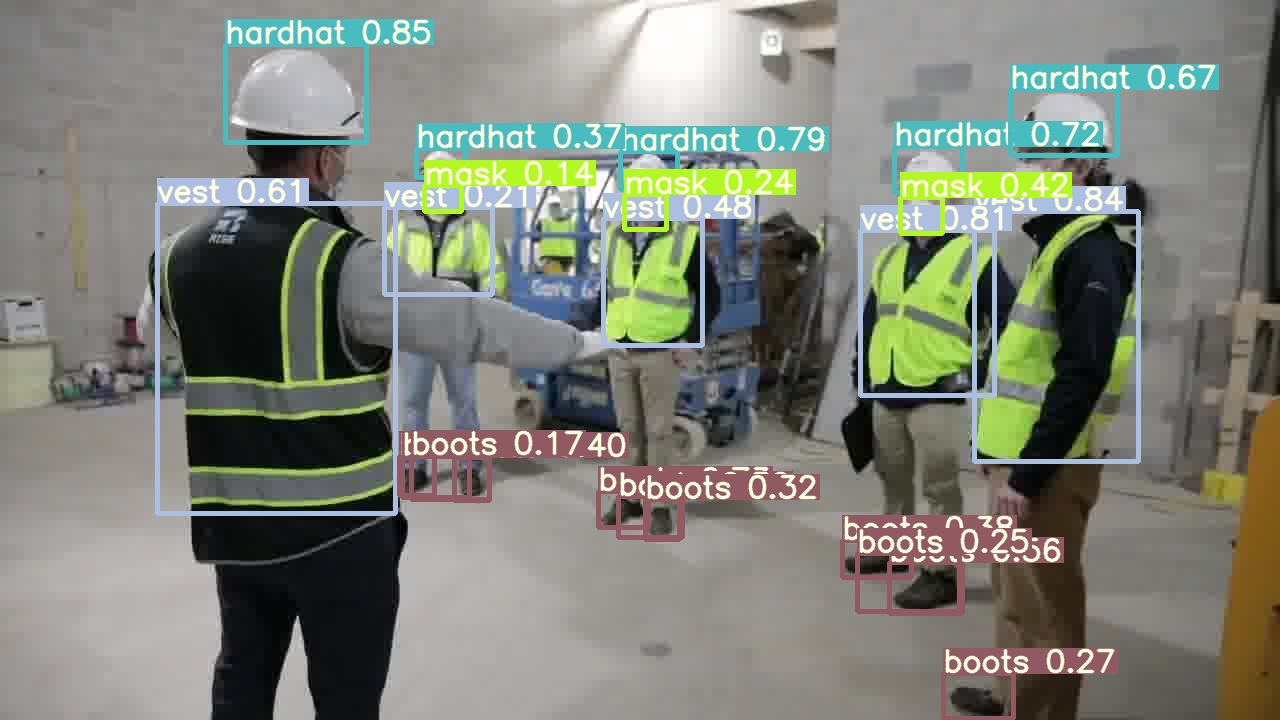 hardhat 0.85
hardhat 0.67
hardhat 0.37
hardhat 0.79
hardhat 0.72
mask 0.14
mask 0.24
mask 0.42
vest 0.61
vest 0.21
vest 0.48
vest 0.81
vest 0.84
RISE
boots 0.17
40
boots 0.32
boots 0.38
boots 0.25
boots 0.27